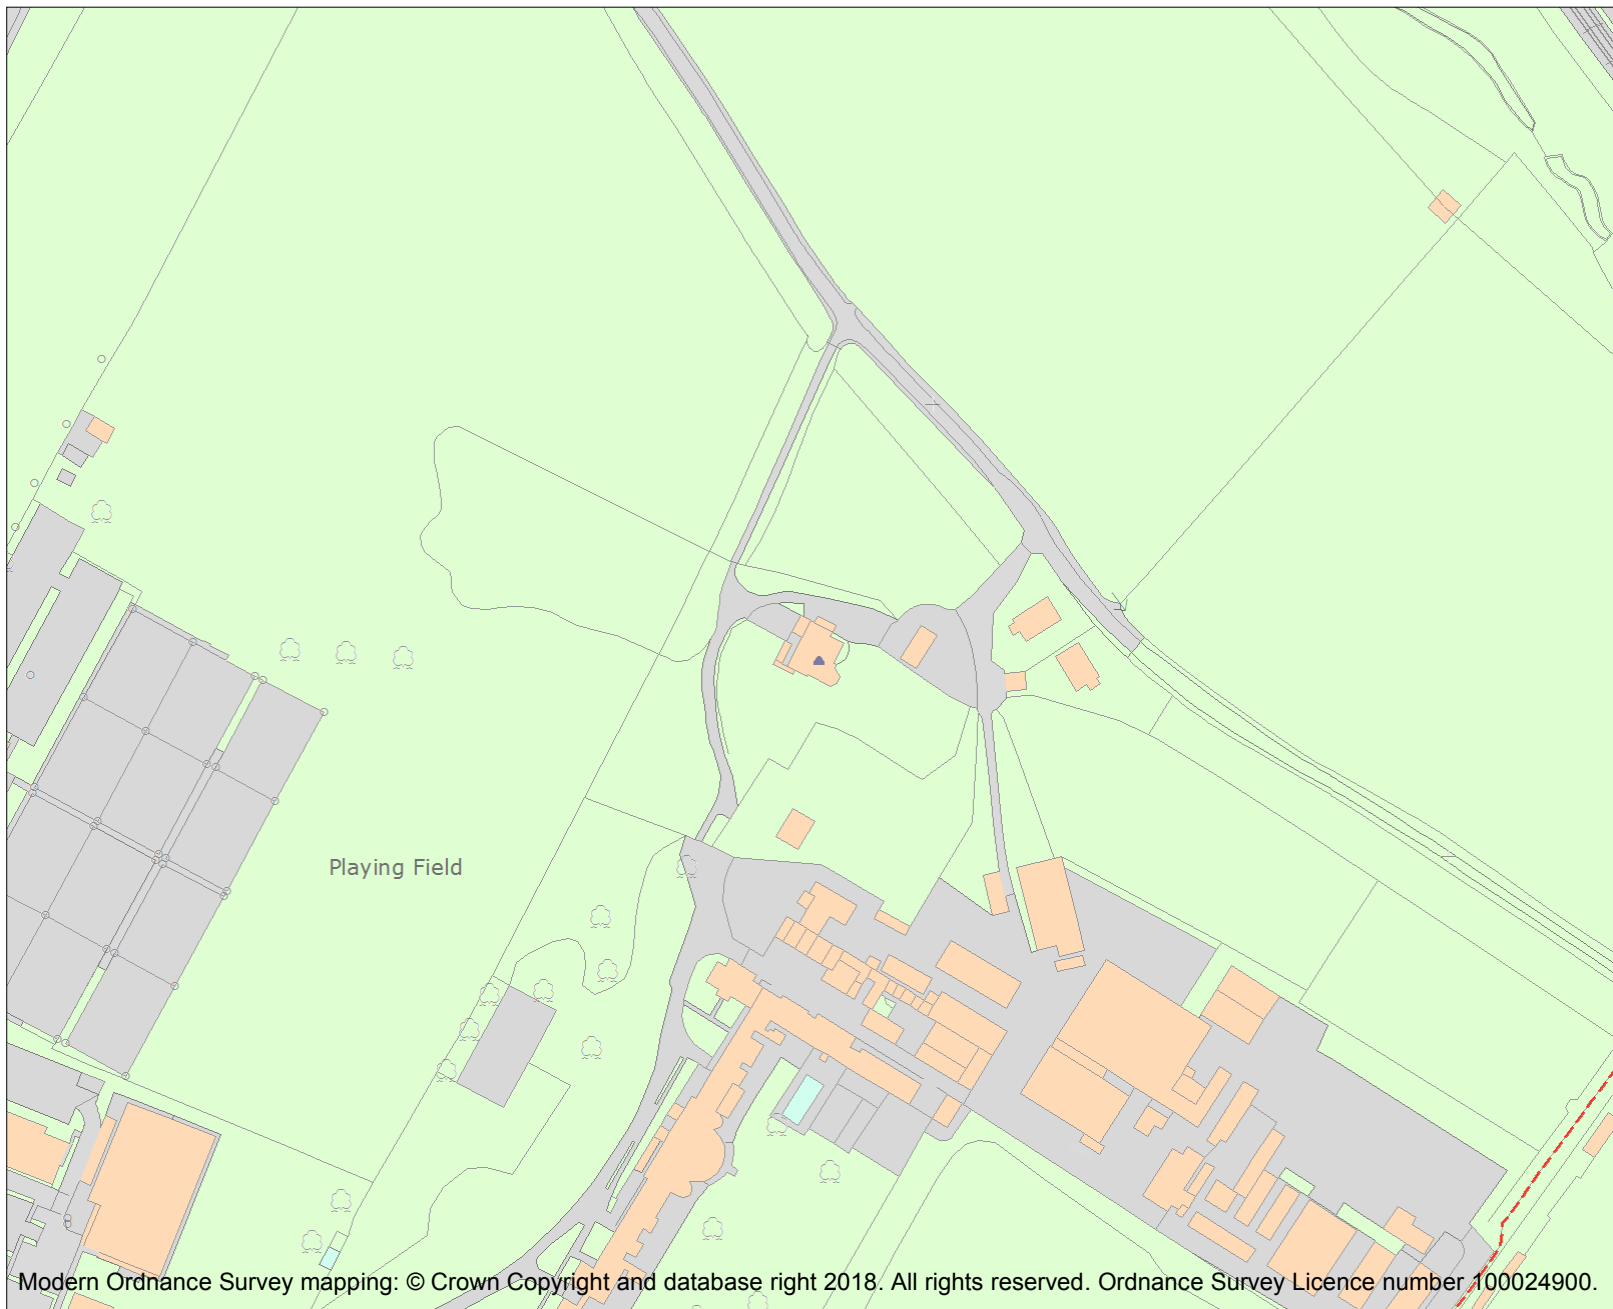 Playing Field
Modern Ordnance Survey mapping: © Crown Copyright and database right 2018. All rights reserved. Ordnance Survey Licence number 100024900.